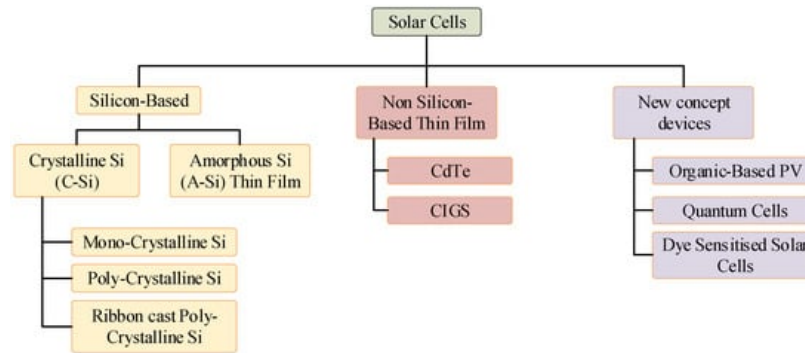 Solar Cells
Silicon-Based
Non Silicon-
Based Thin Film
New concept
devices
Crystalline Si
(C-Si)
Amorphous Si
(A-Si) Thin Film
CdTe
CIGS
Organic-Based PV
Quantum Cells
Dye Sensitised Solar
Cells
Mono-Crystalline Si
Poly-Crystalline Si
Ribbon cast Poly-
Crystalline Si